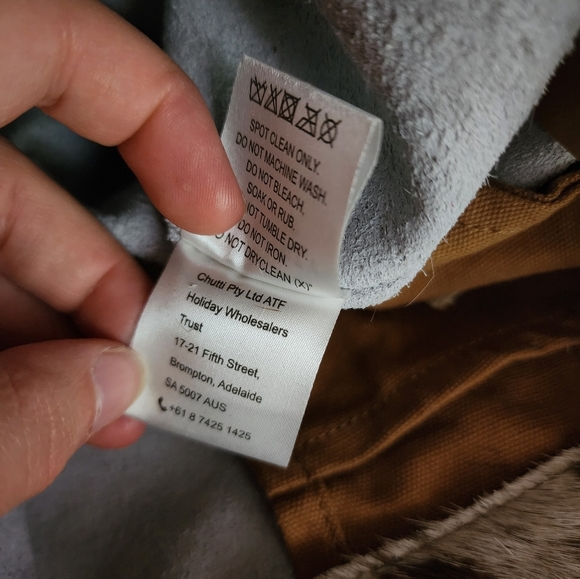 SPOT CLEAN ONLY.
DO NOT MACHINE WASH.
DO NOT BLEACH,
SOAK OR RUB.
NOT TUMBLE DRY.
DO NOT IRON.
NOT DRYCLEAN (X)"
Chutti Pty Ltd ATF
Holiday Wholesalers
Trust
17-21 Fifth Street,
Brompton, Adelaide
SA 5007 AUS
+61 8 7425 1425